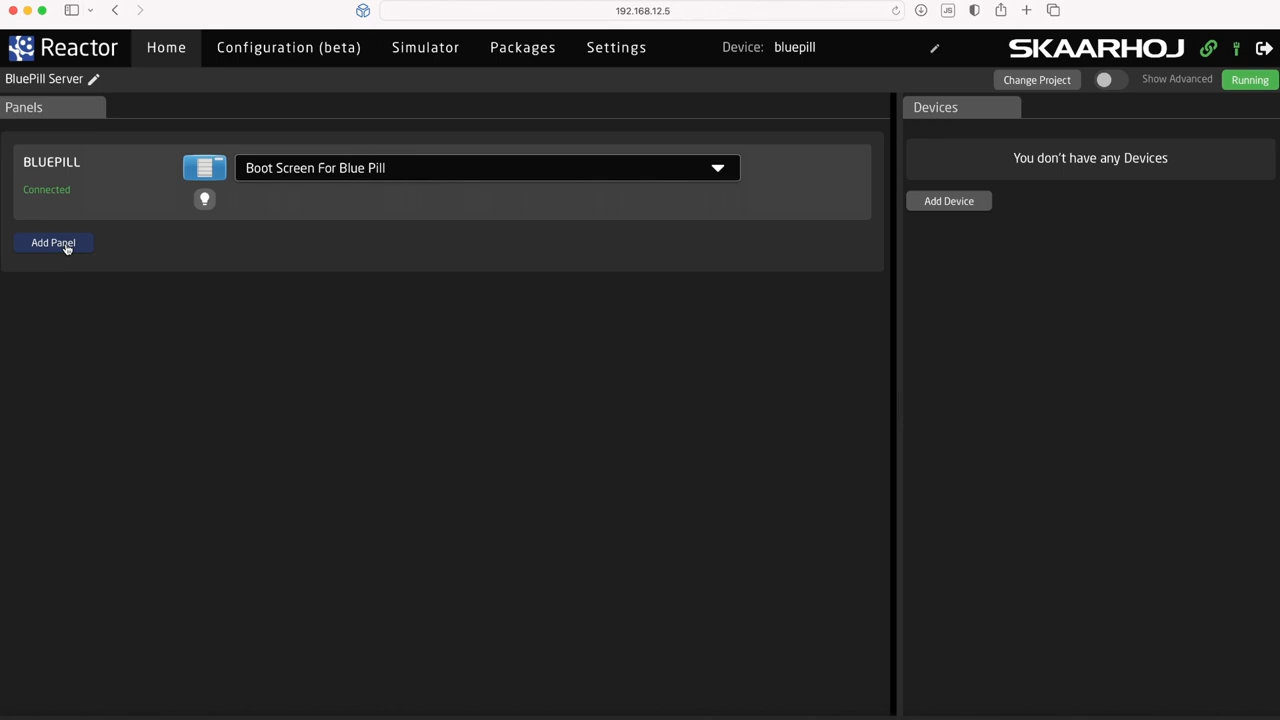 192.168.12.5
JS
Reactor
Home
Configuration (beta)
Simulator
Packages
Settings
Device: bluepill
SKAARHOJ
BluePill Server
Change Project
Show Advanced
Running
Panels
Devices
BLUEPILL
Connected
Boot Screen For Blue Pill
You don't have any Devices
Add Device
Add Panel